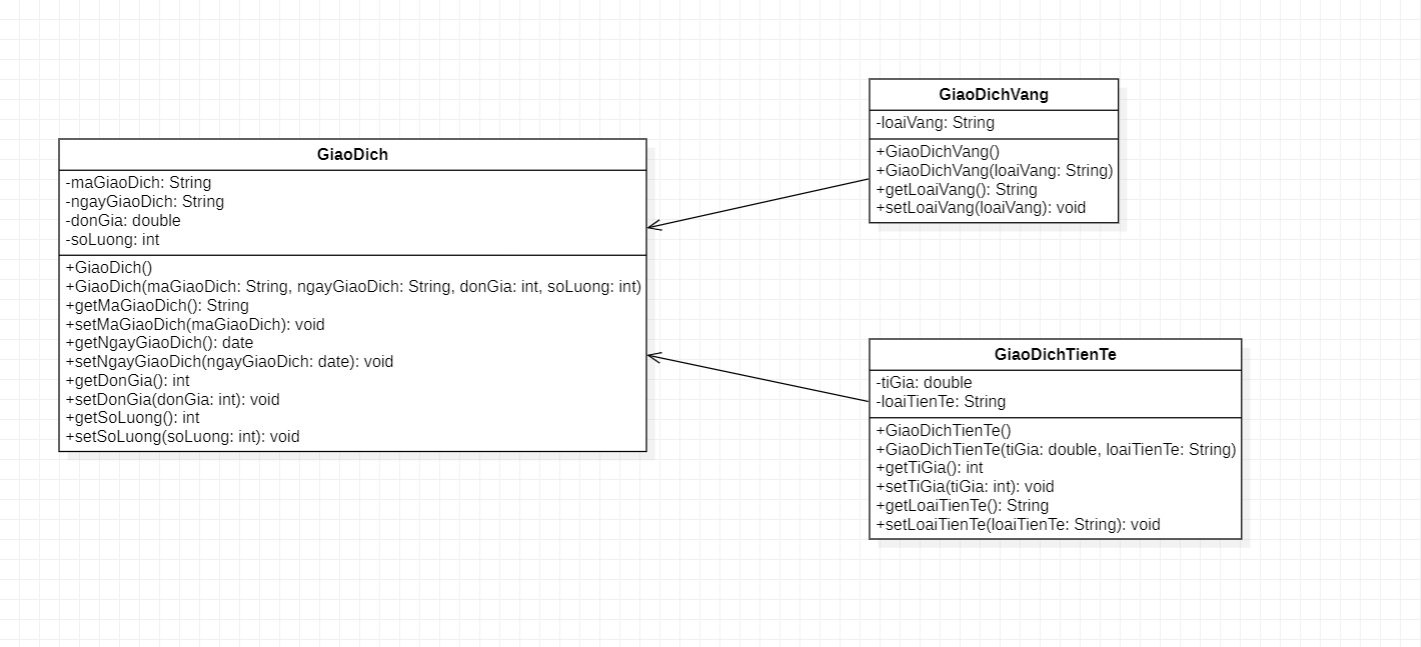 GiaoDich
-maGiaoDich: String
-ngayGiaoDich: String
-donGia: double
-soLuong: int
+GiaoDich()
+GiaoDich(maGiaoDich: String, ngayGiaoDich: String, donGia: int, soLuong: int)
+getMaGiaoDich(): String
+setMaGiaoDich(maGiaoDich): void
+getNgayGiaoDich(): date
+setNgayGiaoDich(ngayGiaoDich: date): void
+getDonGia(): int
+setDonGia(donGia: int): void
+getSoLuong(): int
+setSoLuong(soLuong: int): void
GiaoDichVang
-loaiVang: String
+GiaoDichVang()
+GiaoDichVang(loaiVang: String)
+getLoaiVang(): String
+setLoaiVang(loaiVang): void
GiaoDichTienTe
-tiGia: double
-loaiTienTe: String
+GiaoDichTienTe()
+GiaoDichTienTe(tiGia: double, loaiTienTe: String)
+getTiGia(): int
+setTiGia(tiGia: int): void
+getLoaiTienTe(): String
+setLoaiTienTe(loaiTienTe: String): void